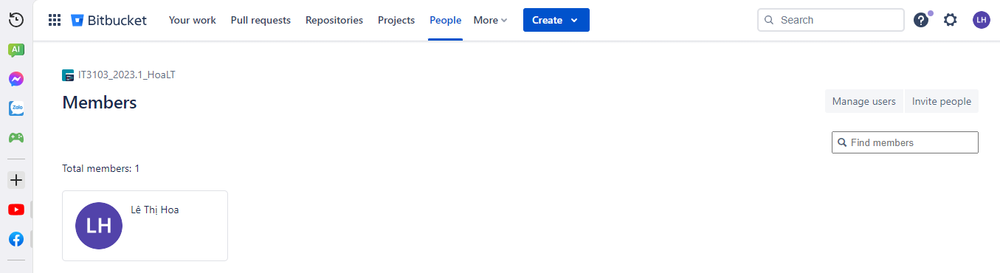 Bitbucket Your work Pull requests Repositories Projects People More Create Search LH
AI
IT3103_2023.1_HoaLT
Members Manage users Invite people
Zalo
Find members
Total members: 1
LH Lê Thị Hoa